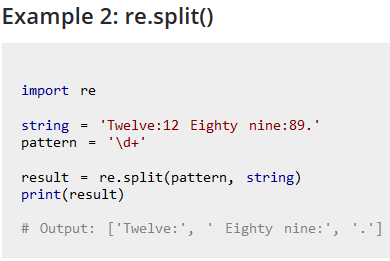 Example 2: re.split()
import re
string = 'Twelve:12 Eighty nine:89.'
pattern = '\d+'
result = re.split(pattern, string)
print(result)
# Output: ['Twelve:', ' Eighty nine:', '.']